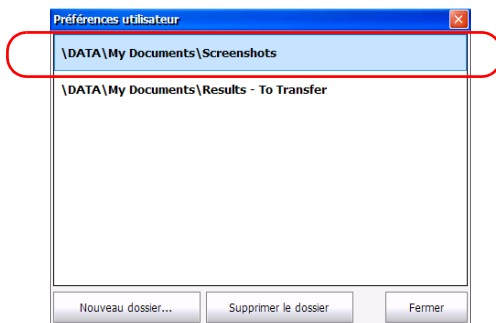 Préférences utilisateur
\DATA\My Documents\Screenshots
\DATA\My Documents\Results - To Transfer
Nouveau dossier... Supprimer le dossier Fermer